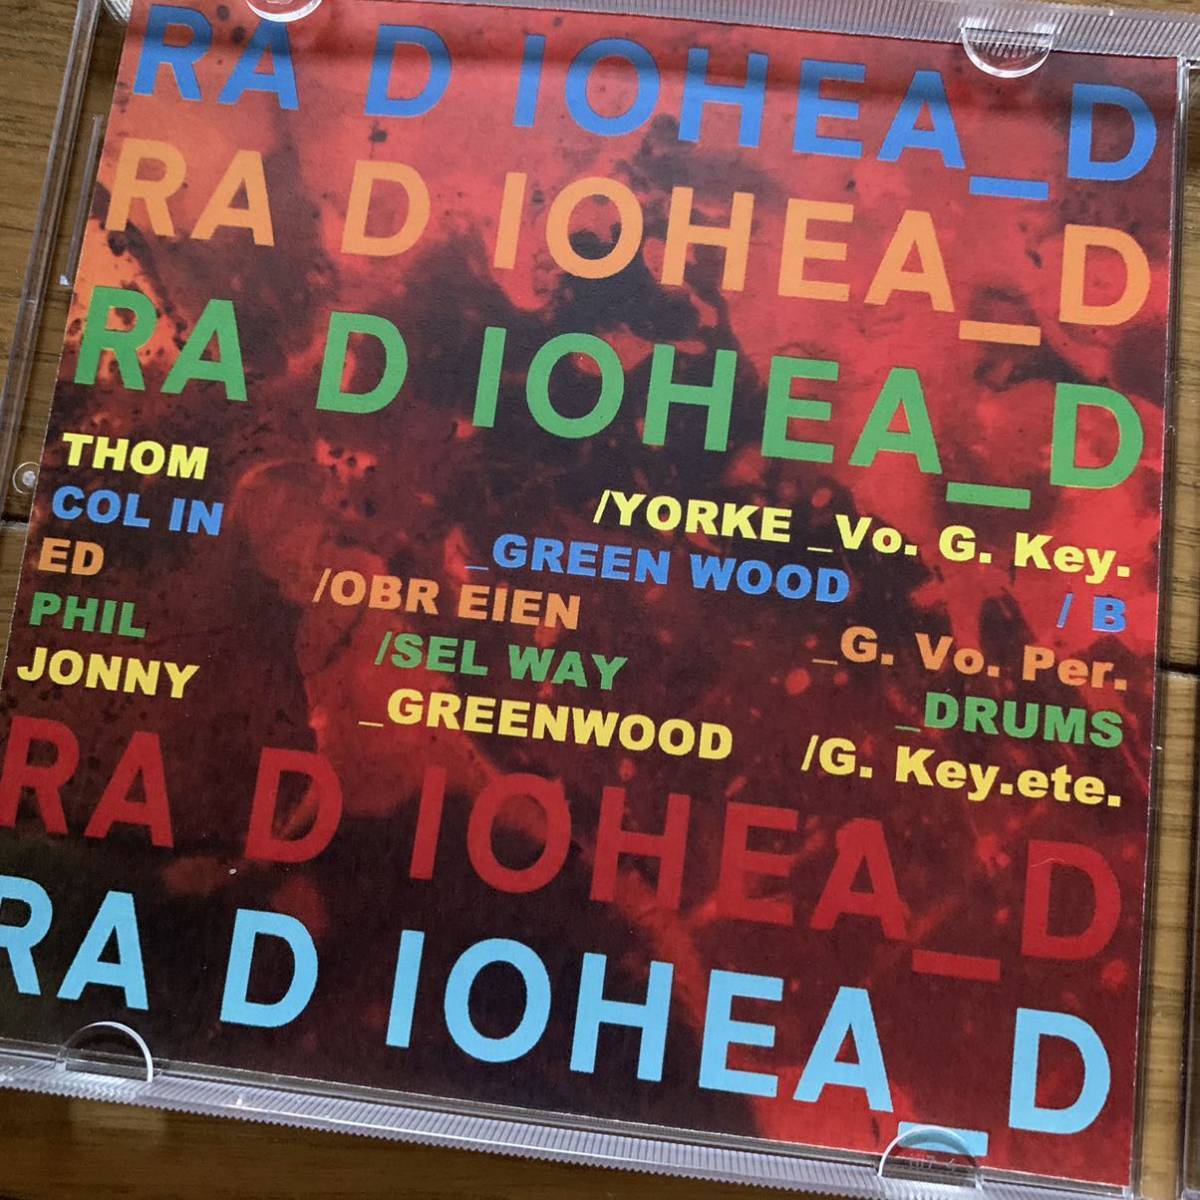 RA D IOHEA_D
RA D IOHEA_D
RA D IOHEA_D
THOM /YORKE _Vo. G. Key.
COL IN _GREEN WOOD / B
ED /OBR EIEN _G. Vo. Per.
PHIL /SEL WAY _DRUMS
JONNY _GREENWOOD /G. Key.ete.
RA D IOHEA_D
RA D IOHEA_D